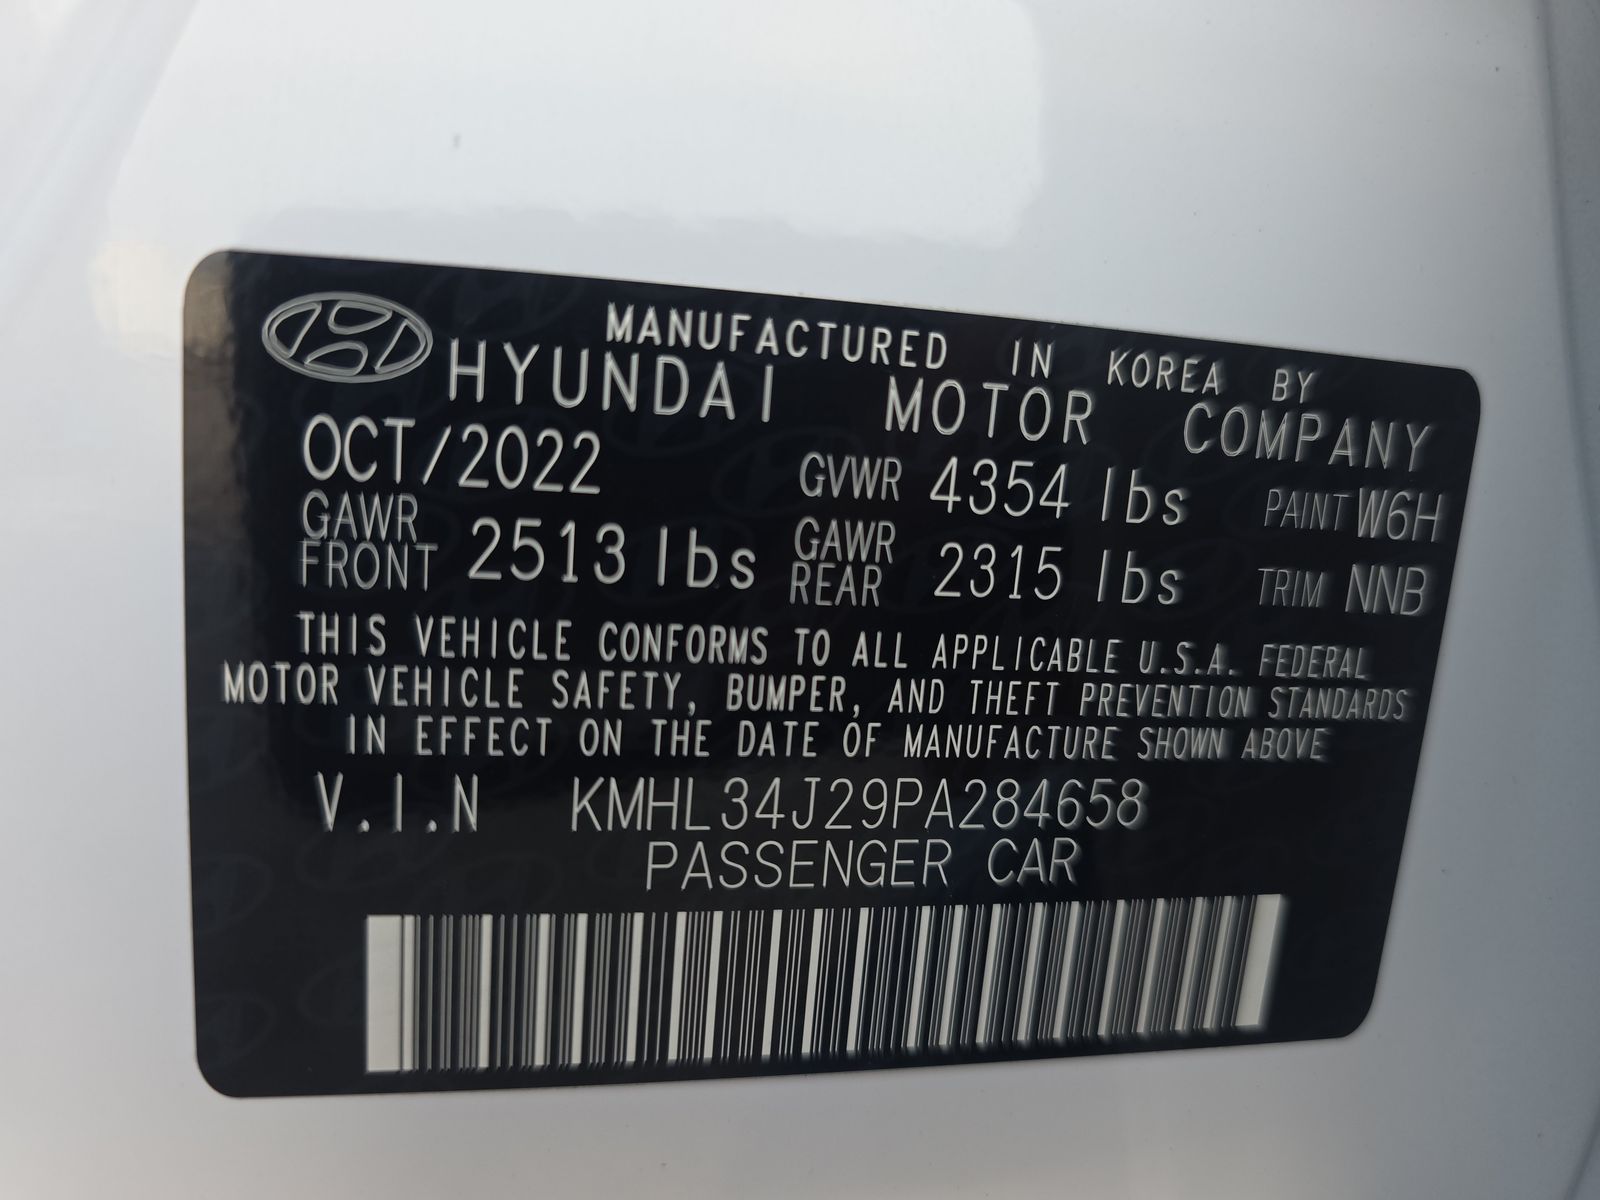 MANUFACTURED IN KOREA BY
HYUNDAI MOTOR COMPANY
OCT/2022 GVWR 4354 lbs PAINT W6H
GAWR FRONT 2513 lbs GAWR REAR 2315 lbs TRIM NNB
THIS VEHICLE CONFORMS TO ALL APPLICABLE U.S.A. FEDERAL
MOTOR VEHICLE SAFETY, BUMPER, AND THEFT PREVENTION STANDARDS
IN EFFECT ON THE DATE OF MANUFACTURE SHOWN ABOVE
V.I.N KMHL34J29PA284658
PASSENGER CAR